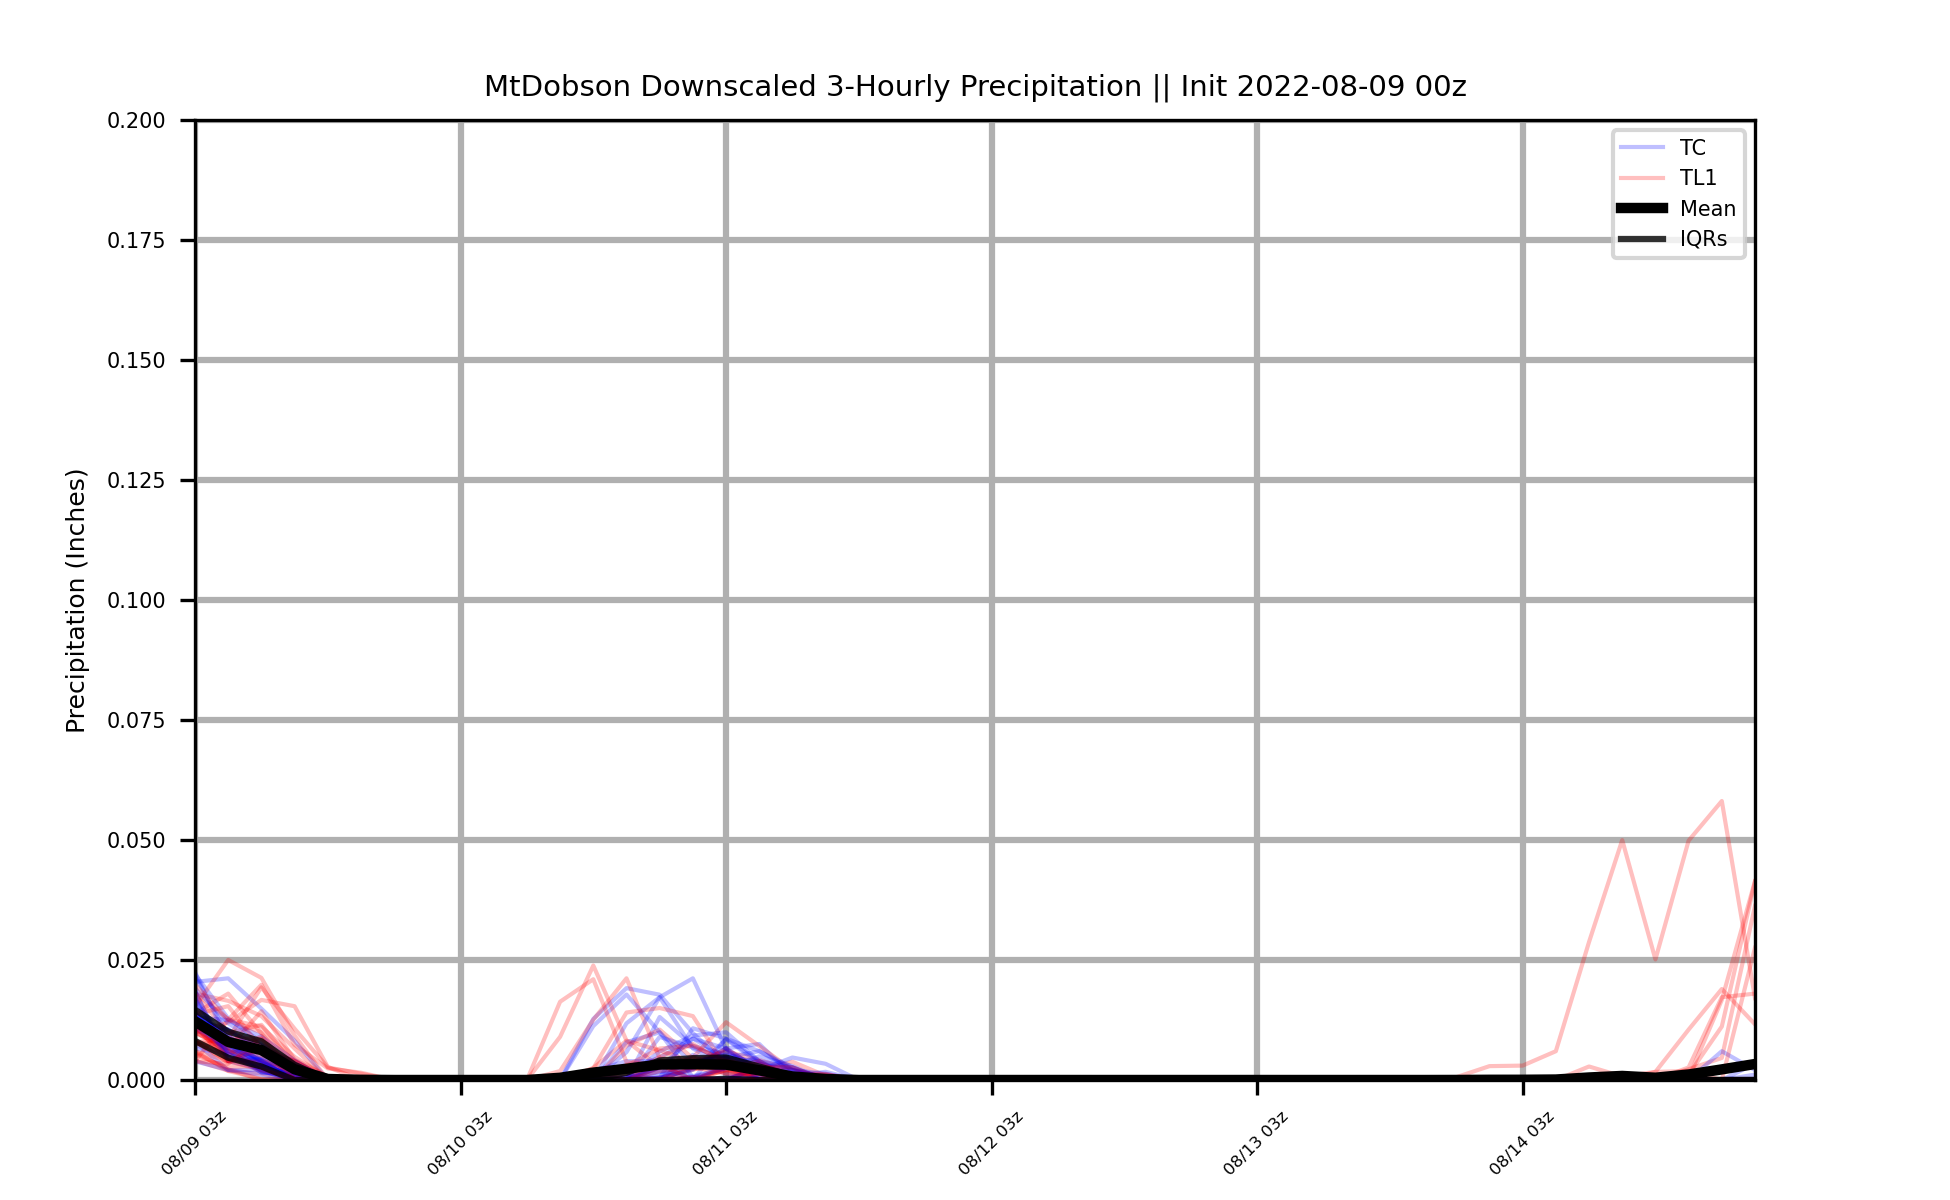 MtDobson Downscaled 3-Hourly Precipitation || Init 2022-08-09 00z
Precipitation (Inches)
0.200
0.175
0.150
0.125
0.100
0.075
0.050
0.025
0.000
TC
TL1
Mean
IQRs
08/09 03z
08/10 03z
08/11 03z
08/12 03z
08/13 03z
08/14 03z